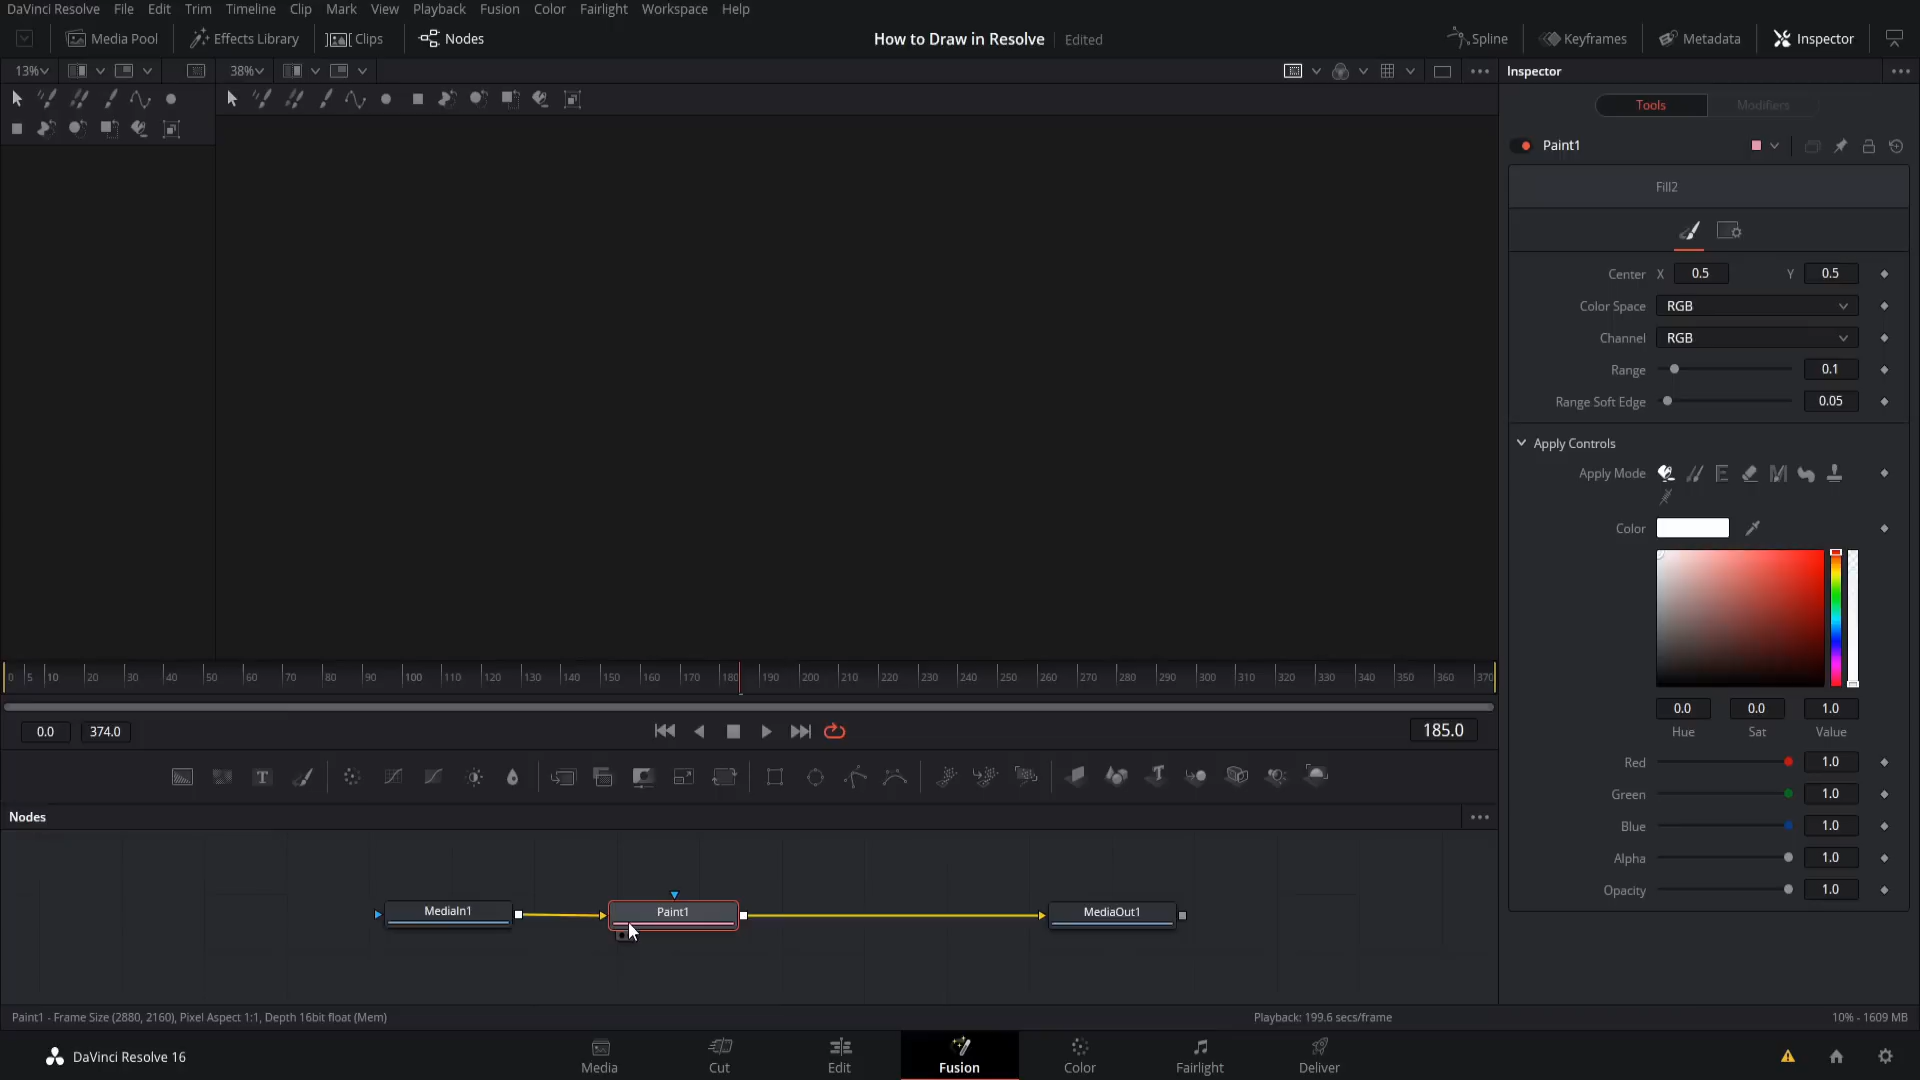 DaVinci Resolve File Edit Trim Timeline Clip Mark View Playback Fusion Color Fairlight Workspace Help
Media Pool Effects Library Clips Nodes How to Draw in Resolve Edited Spline Keyframes Metadata Inspector
13% 38% Inspector
Tools Modifiers
Paint1
Fill2
Center X 0.5 Y 0.5
Color Space RGB
Channel RGB
Range 0.1
Range Soft Edge 0.05
Apply Controls
Apply Mode
Color
0.0 0.0 1.0
Hue Sat Value
Red 1.0
Green 1.0
Blue 1.0
Alpha 1.0
Opacity 1.0
0 5 10 20 30 40 50 60 70 80 90 100 110 120 130 140 150 160 170 180 190 200 210 220 230 240 250 260 270 280 290 300 310 320 330 340 350 360 370
0.0 374.0 185.0
T T
Nodes
MediaIn1 Paint1 MediaOut1
Paint1 - Frame Size (2880, 2160), Pixel Aspect 1:1, Depth 16bit float (Mem) Playback: 199.6 secs/frame 10% - 1609 MB
DaVinci Resolve 16 Media Cut Edit Fusion Color Fairlight Deliver